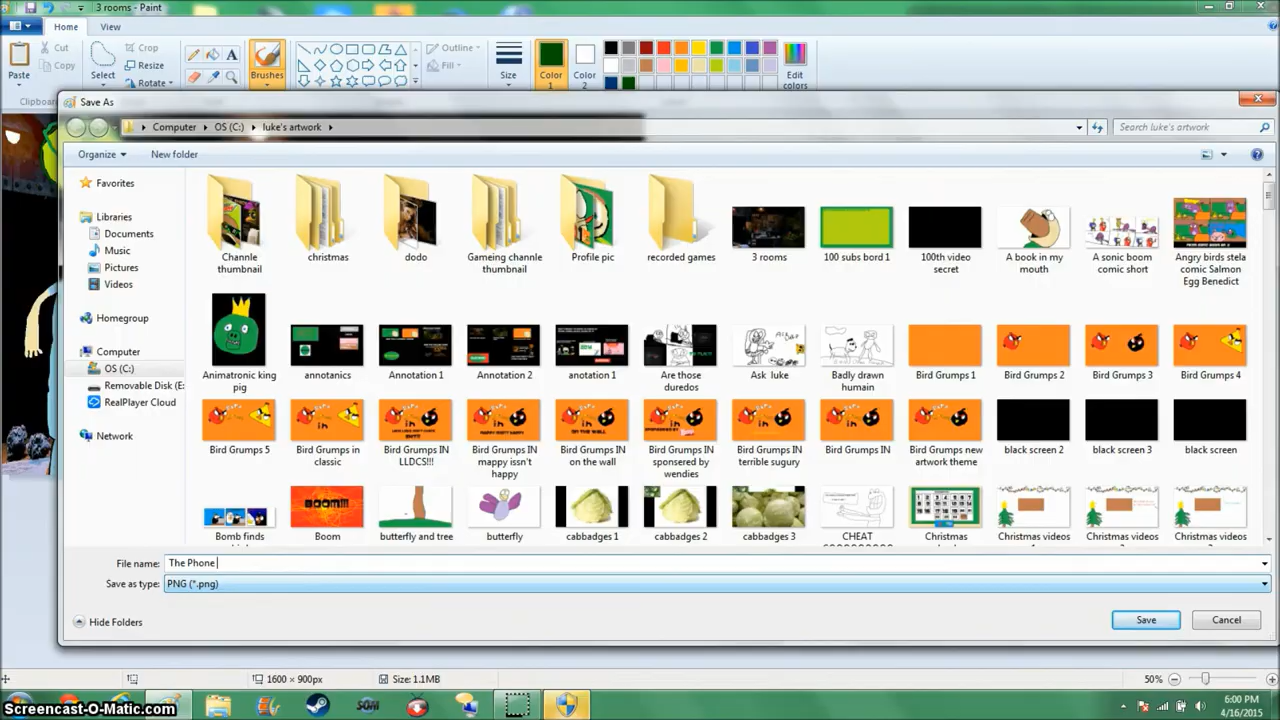 3 rooms - Paint
Home
View
Paste
Cut
Copy
Select
Crop
Resize
Rotate
Brushes
Outline
Fill
Size
Color 1
Color 2
Edit colors
Clipboard
Save As
Computer
OS (C:)
luke's artwork
Search luke's artwork
Organize
New folder
Favorites
Libraries
Documents
Music
Pictures
Videos
Homegroup
Computer
OS (C:)
Removable Disk (E:
RealPlayer Cloud
Network
Channle thumbnail
christmas
dodo
Gameing channle thumbnail
Profile pic
recorded games
3 rooms
100 subs bord 1
100th video secret
A book in my mouth
A sonic boom comic short
Angry birds stela comic Salmon Egg Benedict
Animatronic king pig
annotanics
Annotation 1
Annotation 2
anotation 1
Are those duredos
Ask luke
Badly drawn humain
Bird Grumps 1
Bird Grumps 2
Bird Grumps 3
Bird Grumps 4
Bird Grumps 5
Bird Grumps in classic
Bird Grumps IN LLDCS!!!
Bird Grumps IN mappy issn't happy
Bird Grumps IN on the wall
Bird Grumps IN sponsered by wendies
Bird Grumps IN terrible sugury
Bird Grumps IN
Bird Grumps new artwork theme
black screen 2
black screen 3
black screen
Bomb finds
Boom
butterfly and tree
butterfly
cabbadges 1
cabbadges 2
cabbadges 3
CHEAT
Christmas
Christmas videos
Christmas videos
Christmas videos
File name:
The Phone
Save as type:
PNG (*.png)
Hide Folders
Save
Cancel
1600 × 900px
Size: 1.1MB
50%
Screencast-O-Matic.com
6:00 PM
4/16/2015